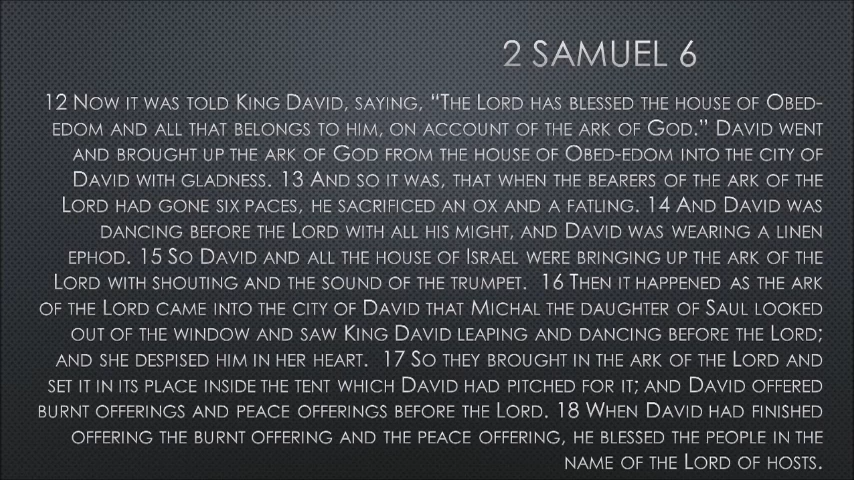 2 SAMUEL 6
12 NOW IT WAS TOLD KING DAVID, SAYING, “THE LORD HAS BLESSED THE HOUSE OF OBED-
EDOM AND ALL THAT BELONGS TO HIM, ON ACCOUNT OF THE ARK OF GOD.” DAVID WENT
AND BROUGHT UP THE ARK OF GOD FROM THE HOUSE OF OBED-EDOM INTO THE CITY OF
DAVID WITH GLADNESS. 13 AND SO IT WAS, THAT WHEN THE BEARERS OF THE ARK OF THE
LORD HAD GONE SIX PACES, HE SACRIFICED AN OX AND A FATLING. 14 AND DAVID WAS
DANCING BEFORE THE LORD WITH ALL HIS MIGHT, AND DAVID WAS WEARING A LINEN
EPHOD. 15 SO DAVID AND ALL THE HOUSE OF ISRAEL WERE BRINGING UP THE ARK OF THE
LORD WITH SHOUTING AND THE SOUND OF THE TRUMPET. 16 THEN IT HAPPENED AS THE ARK
OF THE LORD CAME INTO THE CITY OF DAVID THAT MICHAL THE DAUGHTER OF SAUL LOOKED
OUT OF THE WINDOW AND SAW KING DAVID LEAPING AND DANCING BEFORE THE LORD;
AND SHE DESPISED HIM IN HER HEART. 17 SO THEY BROUGHT IN THE ARK OF THE LORD AND
SET IT IN ITS PLACE INSIDE THE TENT WHICH DAVID HAD PITCHED FOR IT; AND DAVID OFFERED
BURNT OFFERINGS AND PEACE OFFERINGS BEFORE THE LORD. 18 WHEN DAVID HAD FINISHED
OFFERING THE BURNT OFFERING AND THE PEACE OFFERING, HE BLESSED THE PEOPLE IN THE
NAME OF THE LORD OF HOSTS.